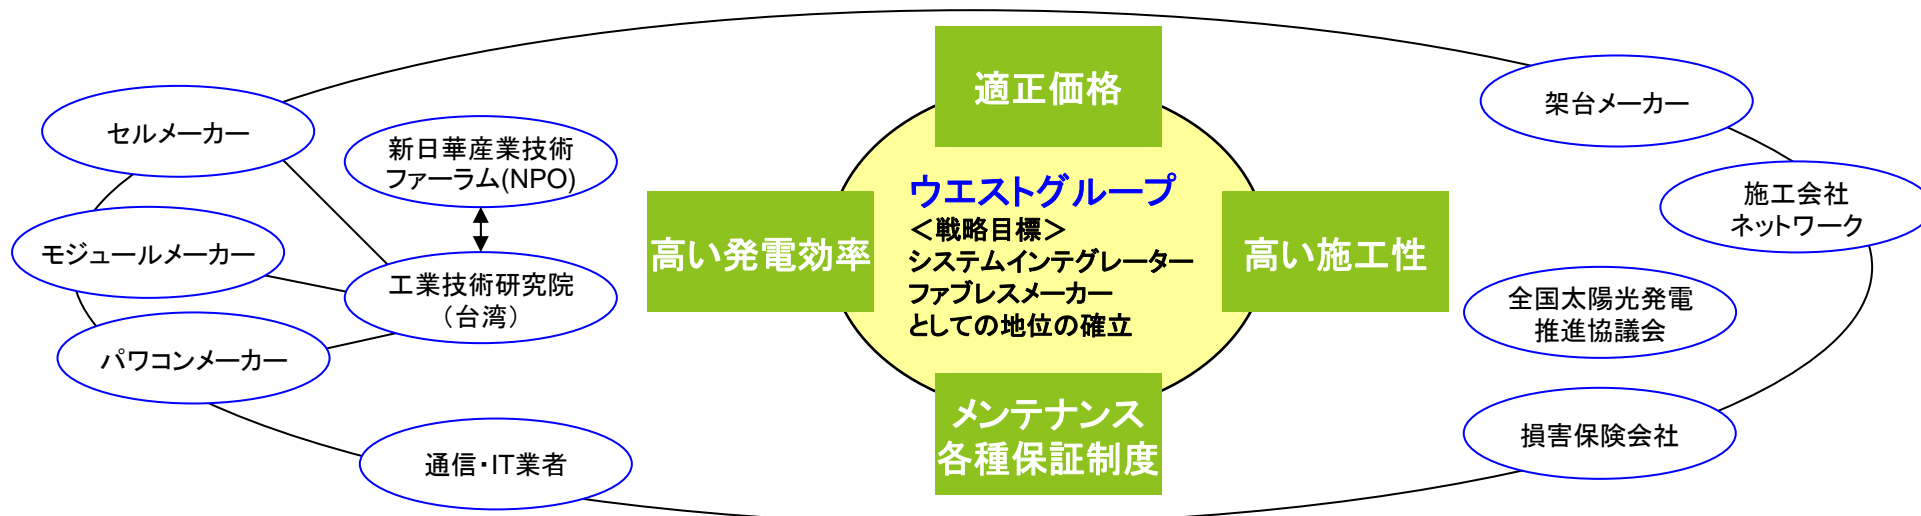 適正価格
架台メーカー
セルメーカー
新日華産業技術
ファーラム(NPO)
ウエストグループ
＜戦略目標＞
システムインテグレーター
ファブレスメーカー
としての地位の確立
施工会社
ネットワーク
モジュールメーカー
高い発電効率
高い施工性
工業技術研究院
（台湾）
全国太陽光発電
推進協議会
パワコンメーカー
メンテナンス
各種保証制度
損害保険会社
通信・IT業者